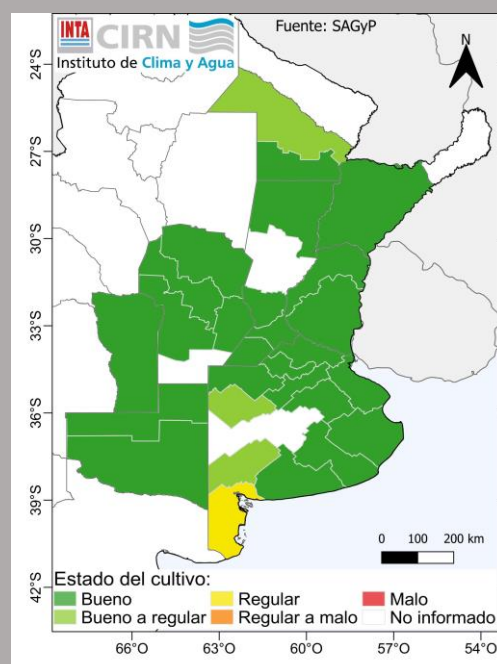 INTA CIRN
Instituto de Clima y Agua
Fuente: SAGyP
N
24°S
27°S
30°S
33°S
36°S
39°S
42°S
0 100 200 km
Estado del cultivo:
Bueno Regular Malo
Bueno a regular Regular a malo No informado
66°O 63°O 60°O 57°O 54°O